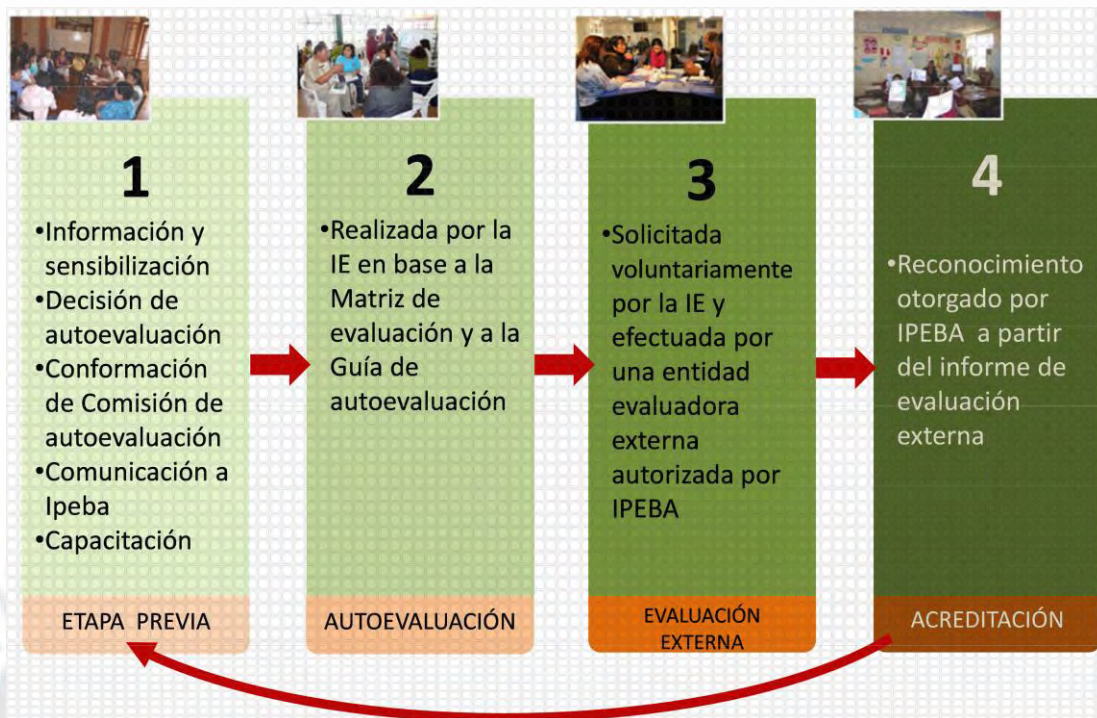 1
•Información y
sensibilización
•Decisión de
autoevaluación
•Conformación
de Comisión de
autoevaluación
•Comunicación a
Ipeba
•Capacitación
ETAPA PREVIA
2
•Realizada por la
IE en base a la
Matriz de
evaluación y a la
Guía de
autoevaluación
AUTOEVALUACIÓN
3
•Solicitada
voluntariamente
por la IE y
efectuada por
una entidad
evaluadora
externa
autorizada por
IPEBA
EVALUACIÓN
EXTERNA
4
•Reconocimiento
otorgado por
IPEBA a partir
del informe de
evaluación
externa
ACREDITACIÓN